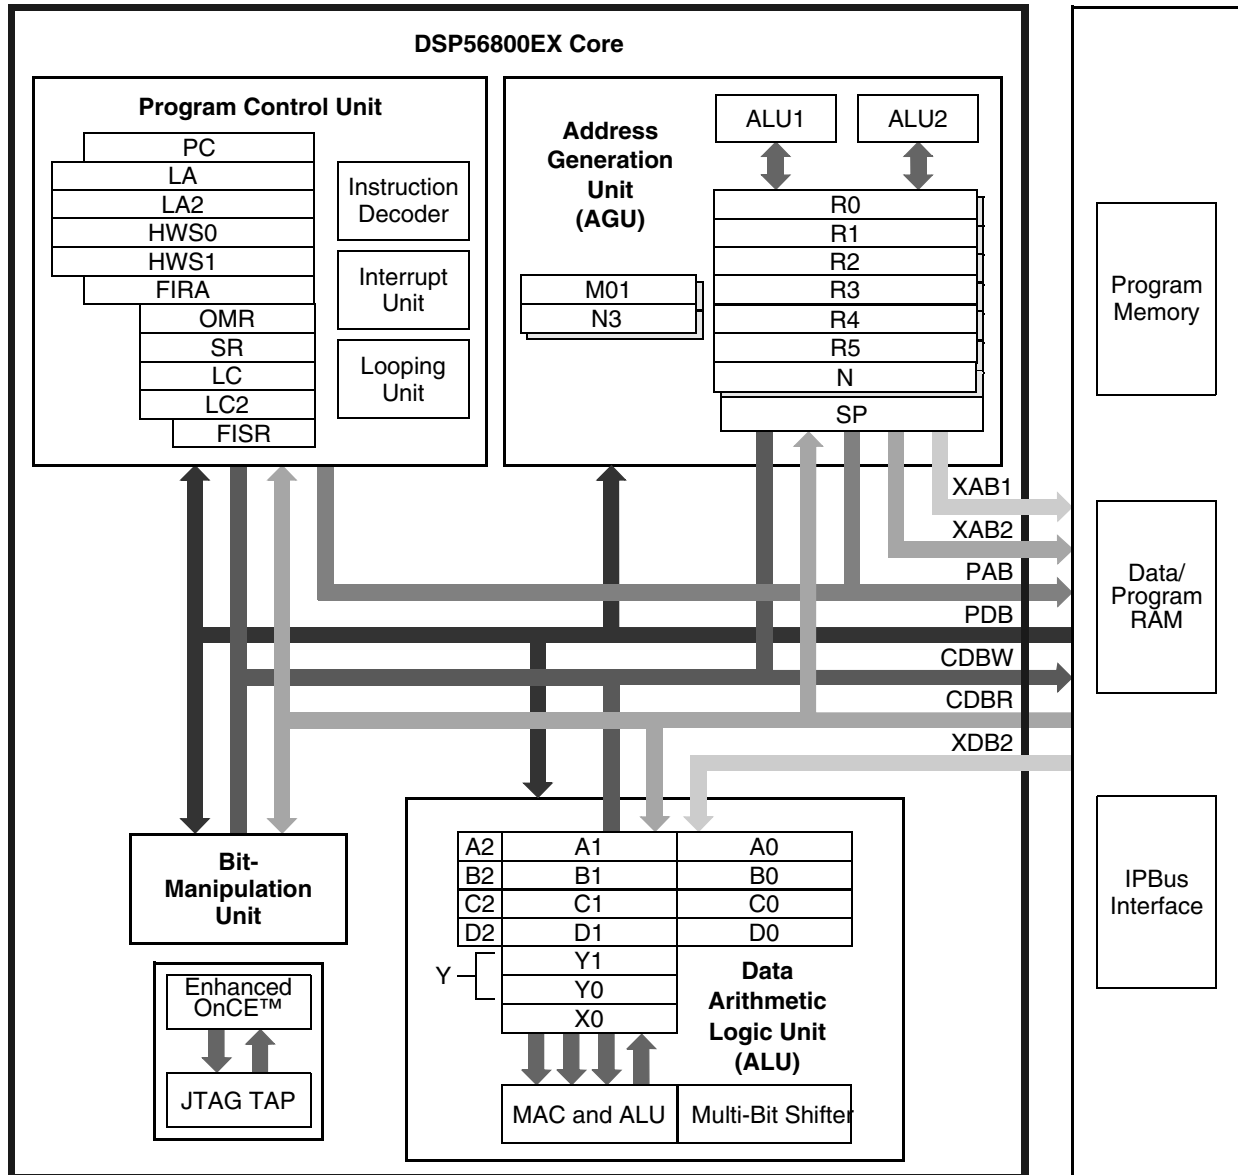 DSP56800EX Core
Program Control Unit
PC
LA
LA2
HWS0
HWS1
FIRA
OMR
SR
LC
LC2
FISR
Instruction
Decoder
Interrupt
Unit
Looping
Unit
Address
Generation
Unit
(AGU)
ALU1
ALU2
M01
N3
R0
R1
R2
R3
R4
R5
N
SP
XAB1
XAB2
PAB
PDB
CDBW
CDBR
XDB2
Program
Memory
Data/
Program
RAM
IPBus
Interface
Bit-
Manipulation
Unit
Enhanced
OnCE™
JTAG TAP
A2 A1 A0
B2 B1 B0
C2 C1 C0
D2 D1 D0
Y
Y1
Y0
X0
Data
Arithmetic
Logic Unit
(ALU)
MAC and ALU
Multi-Bit Shifter